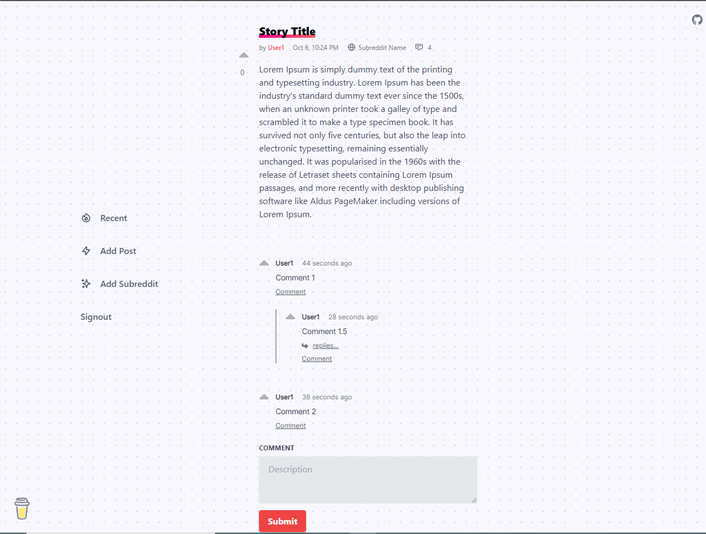 Story Title
by User1 Oct 6, 10:24 PM Subreddit Name 4
0
Lorem Ipsum is simply dummy text of the printing
and typesetting industry. Lorem Ipsum has been the
industry's standard dummy text ever since the 1500s,
when an unknown printer took a galley of type and
scrambled it to make a type specimen book. It has
survived not only five centuries, but also the leap into
electronic typesetting, remaining essentially
unchanged. It was popularised in the 1960s with the
release of Letraset sheets containing Lorem Ipsum
passages, and more recently with desktop publishing
software like Aldus PageMaker including versions of
Lorem Ipsum.
Recent
Add Post
Add Subreddit
Signout
User1 44 seconds ago
Comment 1
Comment
User1 28 seconds ago
Comment 1.5
replies...
Comment
User1 38 seconds ago
Comment 2
Comment
COMMENT
Description
Submit